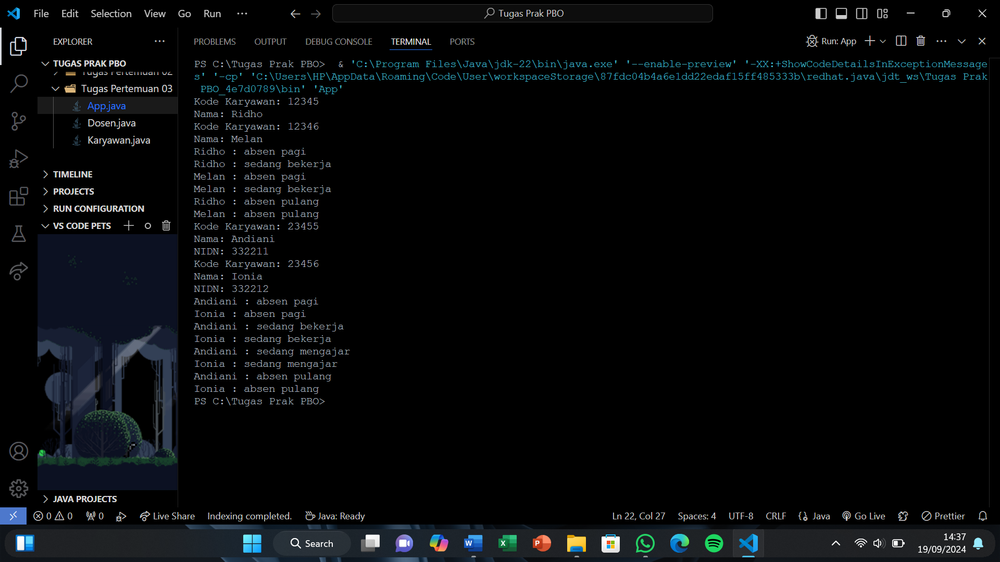 File Edit Selection View Go Run ···
Tugas Prak PBO
EXPLORER
TUGAS PRAK PBO
Tugas Pertemuan 02
Tugas Pertemuan 03
App.java
Dosen.java
Karyawan.java
TIMELINE
PROJECTS
RUN CONFIGURATION
VS CODE PETS
JAVA PROJECTS
PROBLEMS OUTPUT DEBUG CONSOLE TERMINAL PORTS
Run: App
PS C:\Tugas Prak PBO>  & 'C:\Program Files\Java\jdk-22\bin\java.exe' '--enable-preview' '-XX:+ShowCodeDetailsInExceptionMessage
s' '-cp' 'C:\Users\HP\AppData\Roaming\Code\User\workspaceStorage\87fdc04b4a6e1dd22edaf15ff485333b\redhat.java\jdt_ws\Tugas Prak
PBO_4e7d0789\bin' 'App'
Kode Karyawan: 12345
Nama: Ridho
Kode Karyawan: 12346
Nama: Melan
Ridho : absen pagi
Ridho : sedang bekerja
Melan : absen pagi
Melan : sedang bekerja
Ridho : absen pulang
Melan : absen pulang
Kode Karyawan: 23455
Nama: Andiani
NIDN: 332211
Kode Karyawan: 23456
Nama: Ionia
NIDN: 332212
Andiani : absen pagi
Ionia : absen pagi
Andiani : sedang bekerja
Ionia : sedang bekerja
Andiani : sedang mengajar
Ionia : sedang mengajar
Andiani : absen pulang
Ionia : absen pulang
PS C:\Tugas Prak PBO>
0 0 0 Live Share Indexing completed. Java: Ready Ln 22, Col 27 Spaces: 4 UTF-8 CRLF Java Go Live Prettier
Search
14:37
19/09/2024